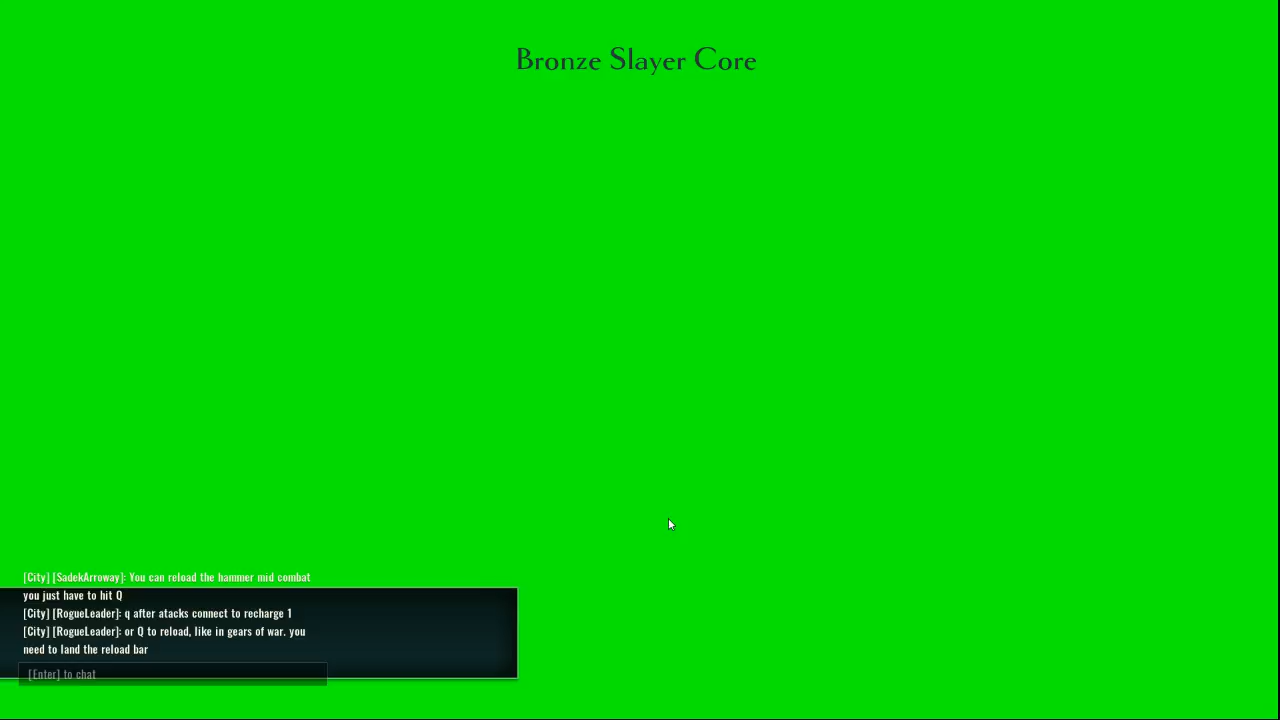 Bronze Slayer Core
[City] [SadekArroway]: You can reload the hammer mid combat
you just have to hit Q
[City] [RogueLeader]: q after atacks connect to recharge 1
[City] [RogueLeader]: or Q to reload, like in gears of war. you
need to land the reload bar
[Enter] to chat